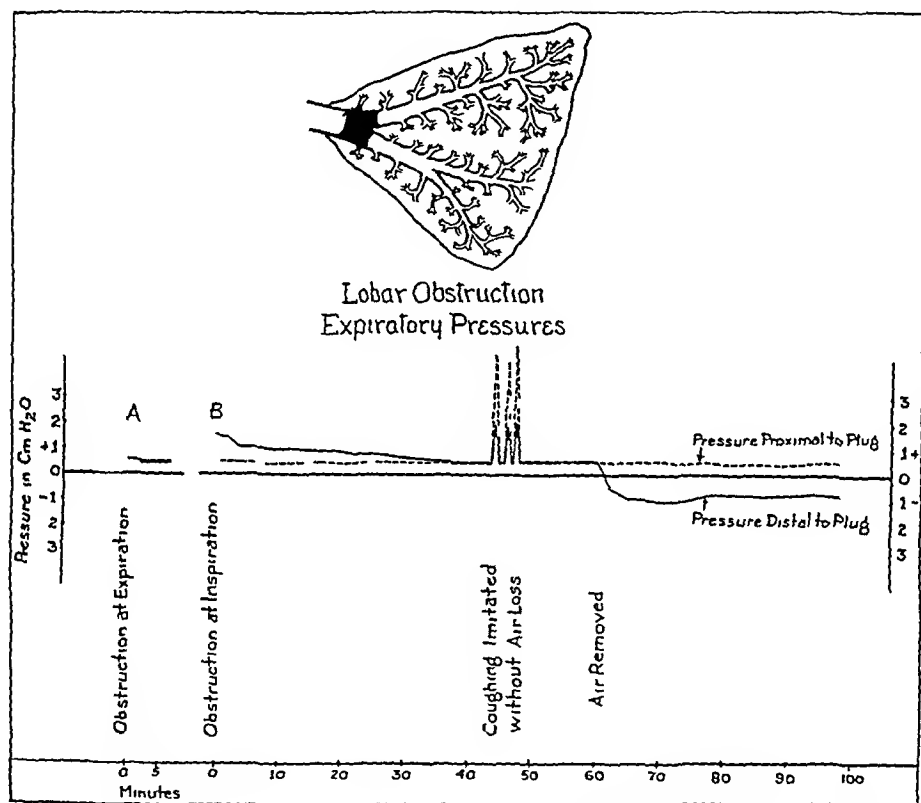 Lobar Obstruction
Expiratory Pressures
Pressure in Cm H₂O
3
2
+1
0
-1
2
3
A
B
3
2
1+
0
1-
2
3
Pressure Proximal to Plug
Pressure Distal to Plug
Obstruction at Expiration
Obstruction at Inspiration
Coughing Imitated
without Air Loss
Air Removed
0 5 0 10 20 30 40 50 60 70 80 90 100
Minutes